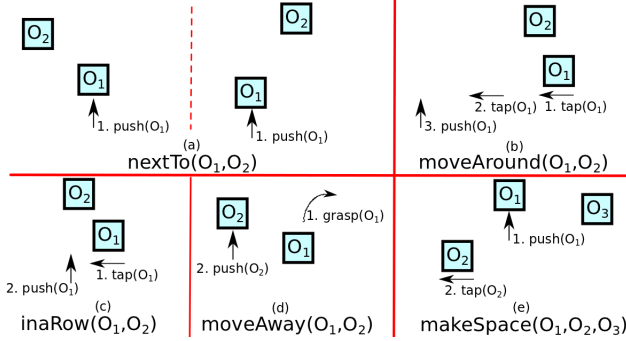 O2
O1
1. push(O1)
O2
O1
1. push(O1)
(a)
nextTo(O1,O2)
O2
O1
1. tap(O1)
2. tap(O1)
3. push(O1)
(b)
moveAround(O1,O2)
O2
O1
1. tap(O1)
2. push(O1)
(c)
inaRow(O1,O2)
O2
1. grasp(O1)
O1
2. push(O2)
(d)
moveAway(O1,O2)
O1
O3
1. push(O1)
O2
2. tap(O2)
(e)
makeSpace(O1,O2,O3)